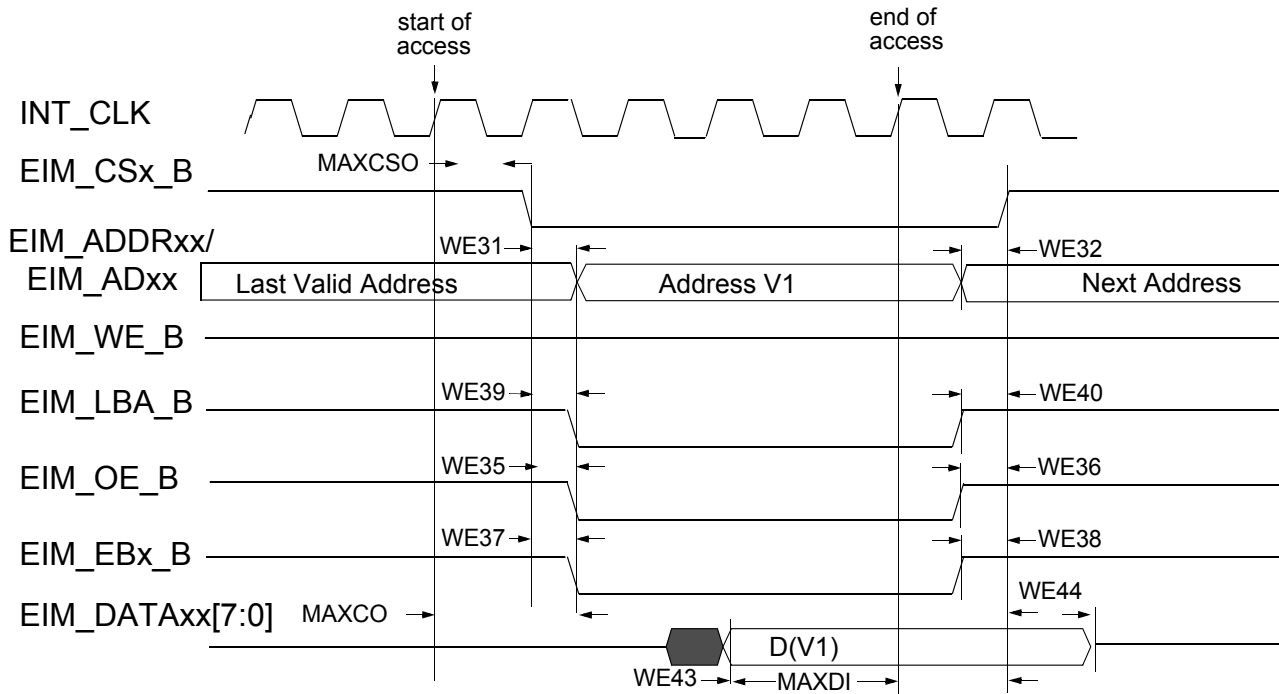 start of
access
end of
access
INT_CLK
MAXCSO
EIM_CSx_B
EIM_ADDRxx/
EIM_ADxx
WE31
WE32
Last Valid Address
Address V1
Next Address
EIM_WE_B
WE39
WE40
EIM_LBA_B
WE35
WE36
EIM_OE_B
WE37
WE38
EIM_EBx_B
WE44
EIM_DATAxx[7:0]
MAXCO
D(V1)
WE43
MAXDI